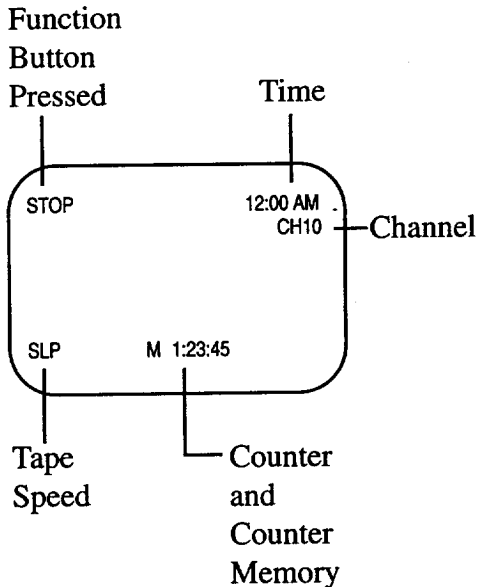 Function
Button
Pressed
Time
STOP
12:00 AM
CH10
Channel
SLP
M 1:23:45
Tape
Speed
Counter
and
Counter
Memory